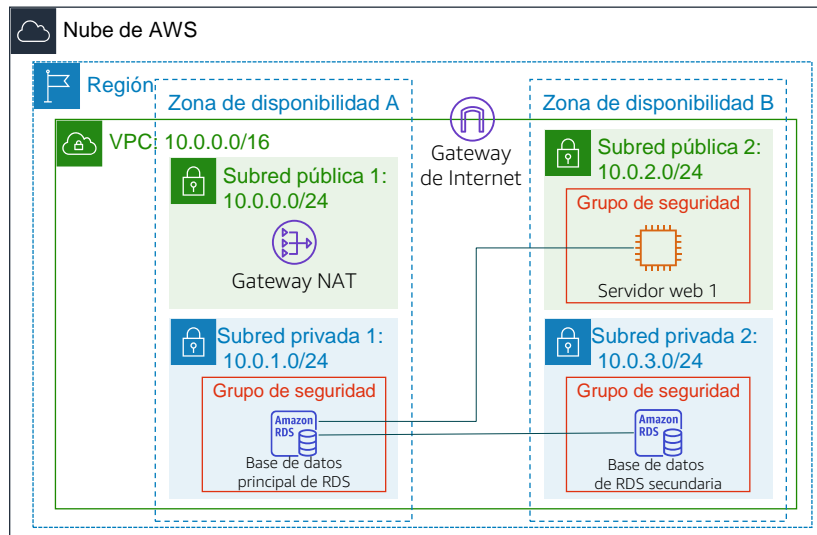 Nube de AWS
Región
Zona de disponibilidad A
Zona de disponibilidad B
VPC: 10.0.0.0/16
Gateway
de Internet
Subred pública 1:
10.0.0.0/24
Gateway NAT
Subred pública 2:
10.0.2.0/24
Grupo de seguridad
Servidor web 1
Subred privada 1:
10.0.1.0/24
Grupo de seguridad
Amazon
RDS
Base de datos
principal de RDS
Subred privada 2:
10.0.3.0/24
Grupo de seguridad
Amazon
RDS
Base de datos
de RDS secundaria